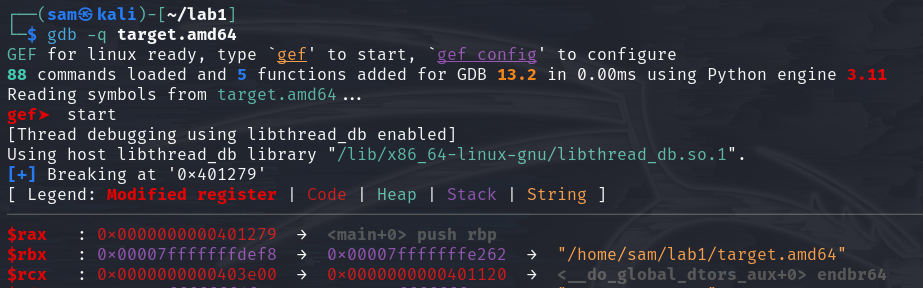 ┌──(sam㉿kali)-[~/lab1]
└─$ gdb -q target.amd64
GEF for linux ready, type `gef' to start, `gef config' to configure
88 commands loaded and 5 functions added for GDB 13.2 in 0.00ms using Python engine 3.11
Reading symbols from target.amd64...
gef➤  start
[Thread debugging using libthread_db enabled]
Using host libthread_db library "/lib/x86_64-linux-gnu/libthread_db.so.1".
[+] Breaking at '0x401279'
[ Legend: Modified register | Code | Heap | Stack | String ]
$rax   : 0x0000000000401279  →  <main+0> push rbp
$rbx   : 0x00007fffffffdef8  →  0x00007fffffffe262  →  "/home/sam/lab1/target.amd64"
$rcx   : 0x0000000000403e00  →  0x0000000000401120  →  <__do_global_dtors_aux+0> endbr64